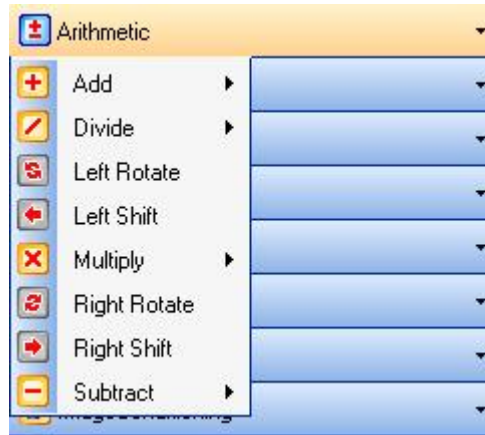 Arithmetic
Add
Divide
Left Rotate
Left Shift
Multiply
Right Rotate
Right Shift
Subtract